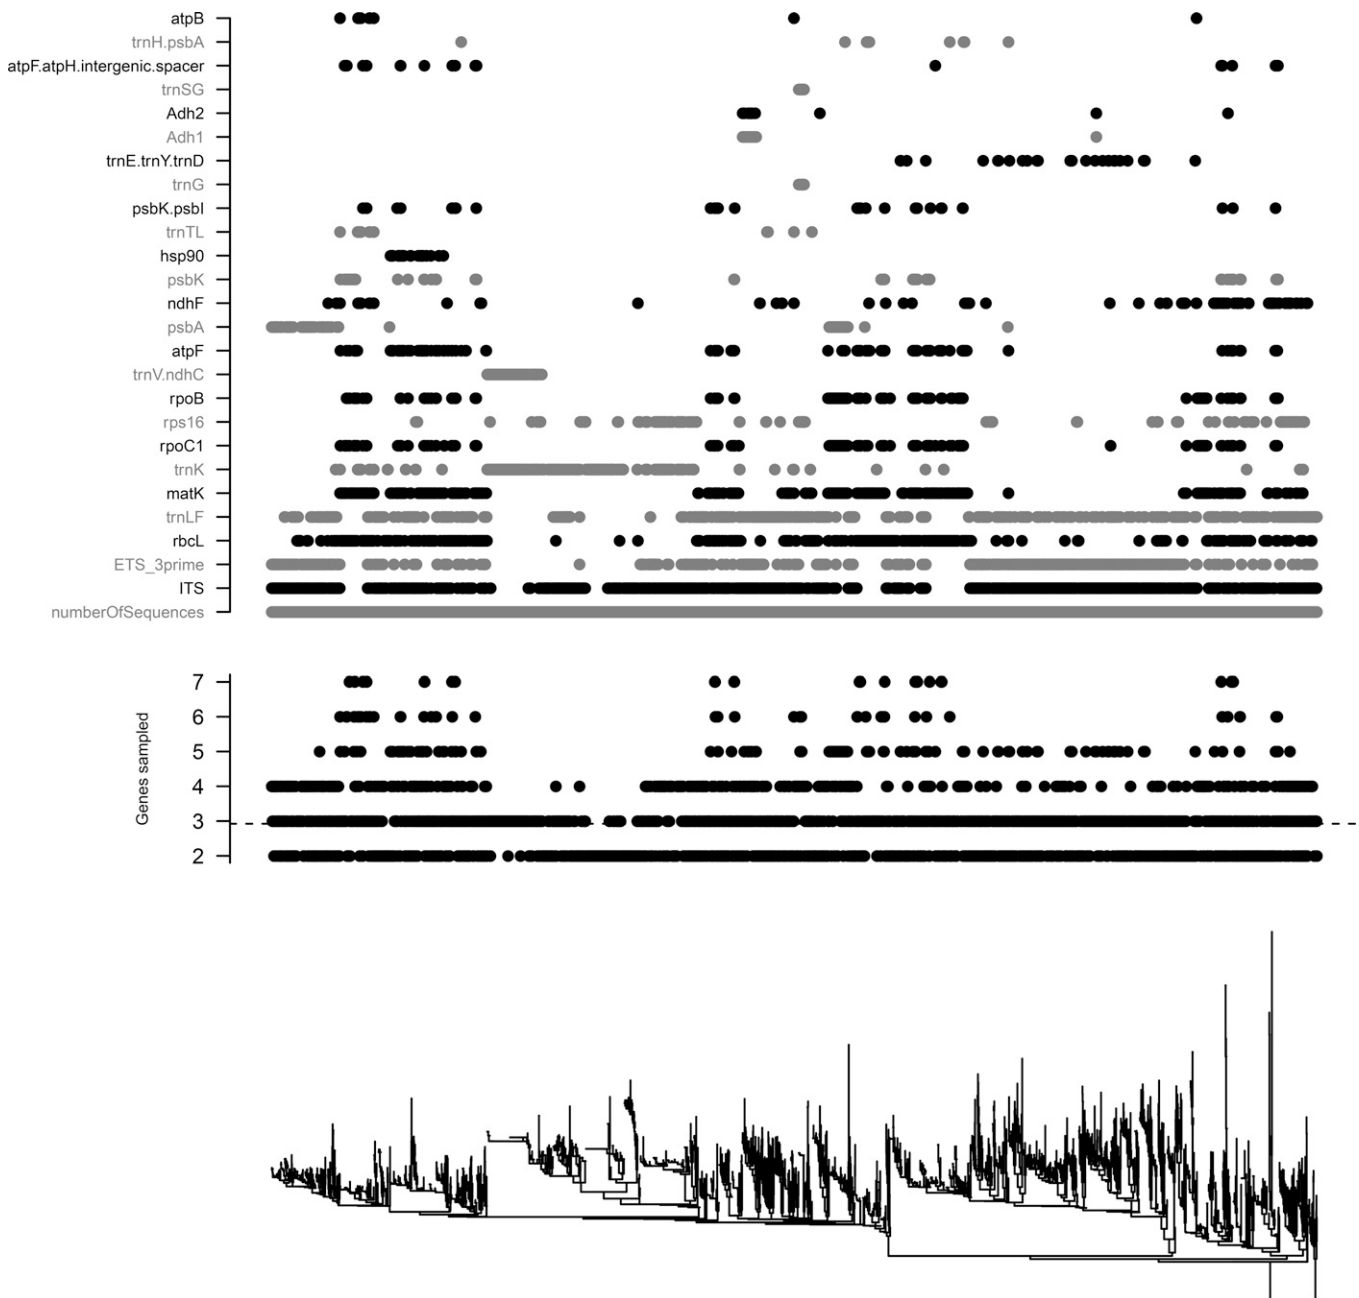 atpB
trnH.psbA
atpF.atpH.intergenic.spacer
trnSG
Adh2
Adh1
trnE.trnY.trnD
trnG
psbK.psbI
trnTL
hsp90
psbK
ndhF
psbA
atpF
trnV.ndhC
rpoB
rps16
rpoC1
trnK
matK
trnLF
rbcL
ETS_3prime
ITS
numberOfSequences
Genes sampled
7
6
5
4
3
2